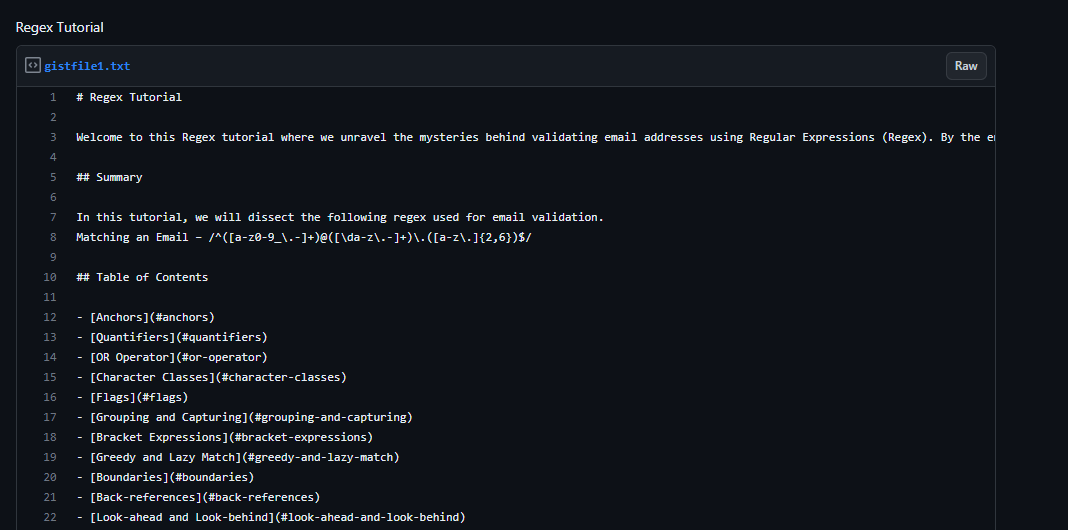 Regex Tutorial
gistfile1.txt
Raw
1 # Regex Tutorial
2
3 Welcome to this Regex tutorial where we unravel the mysteries behind validating email addresses using Regular Expressions (Regex). By the
4
5 ## Summary
6
7 In this tutorial, we will dissect the following regex used for email validation.
8 Matching an Email – /^([a-z0-9_\.-]+)@([\da-z\.-]+)\.([a-z\.]{2,6})$/
9
10 ## Table of Contents
11
12 - [Anchors](#anchors)
13 - [Quantifiers](#quantifiers)
14 - [OR Operator](#or-operator)
15 - [Character Classes](#character-classes)
16 - [Flags](#flags)
17 - [Grouping and Capturing](#grouping-and-capturing)
18 - [Bracket Expressions](#bracket-expressions)
19 - [Greedy and Lazy Match](#greedy-and-lazy-match)
20 - [Boundaries](#boundaries)
21 - [Back-references](#back-references)
22 - [Look-ahead and Look-behind](#look-ahead-and-look-behind)